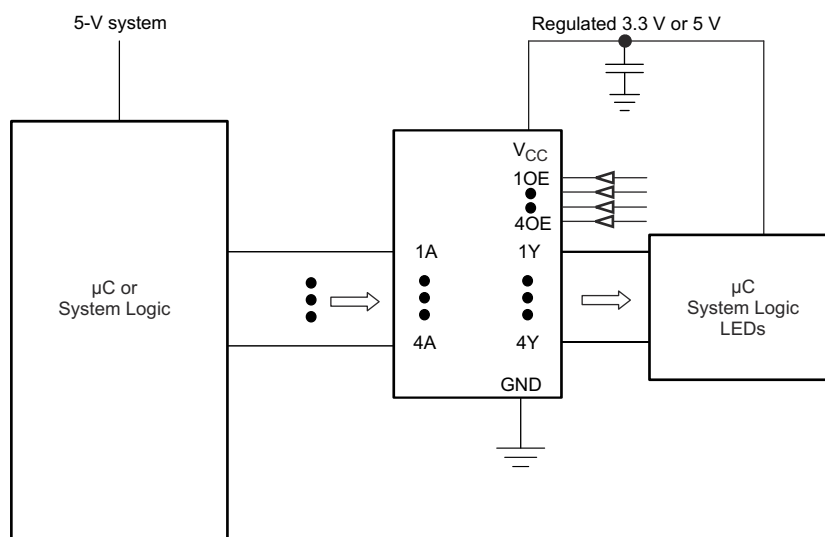 5-V system
Regulated 3.3 V or 5 V
VCC
1OE
4OE
1A
1Y
µC or
System Logic
µC
System Logic
LEDs
4A
4Y
GND